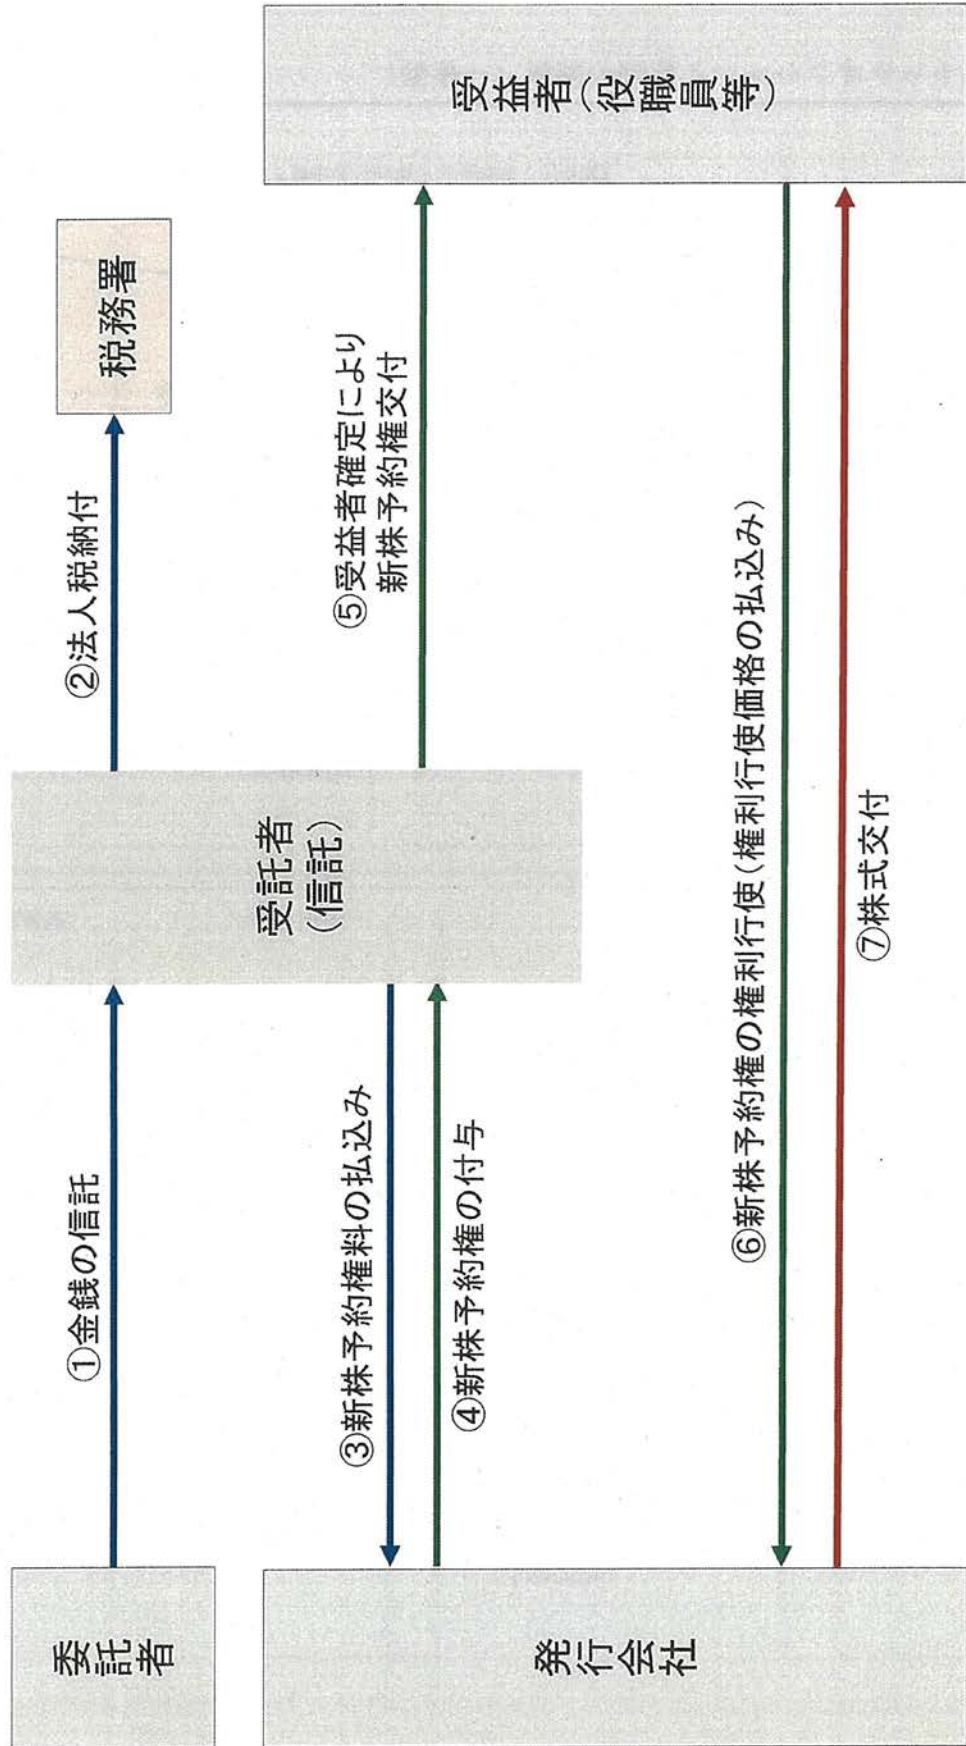 委託者
①金銭の信託
②法人税納付
税務署
受託者
(信託)
③新株予約権料の払込み
④新株予約権の付与
⑤受益者確定により
新株予約権交付
発行会社
⑥新株予約権の権利行使(権利行使価格の払込み)
⑦株式交付
受益者(役職員等)